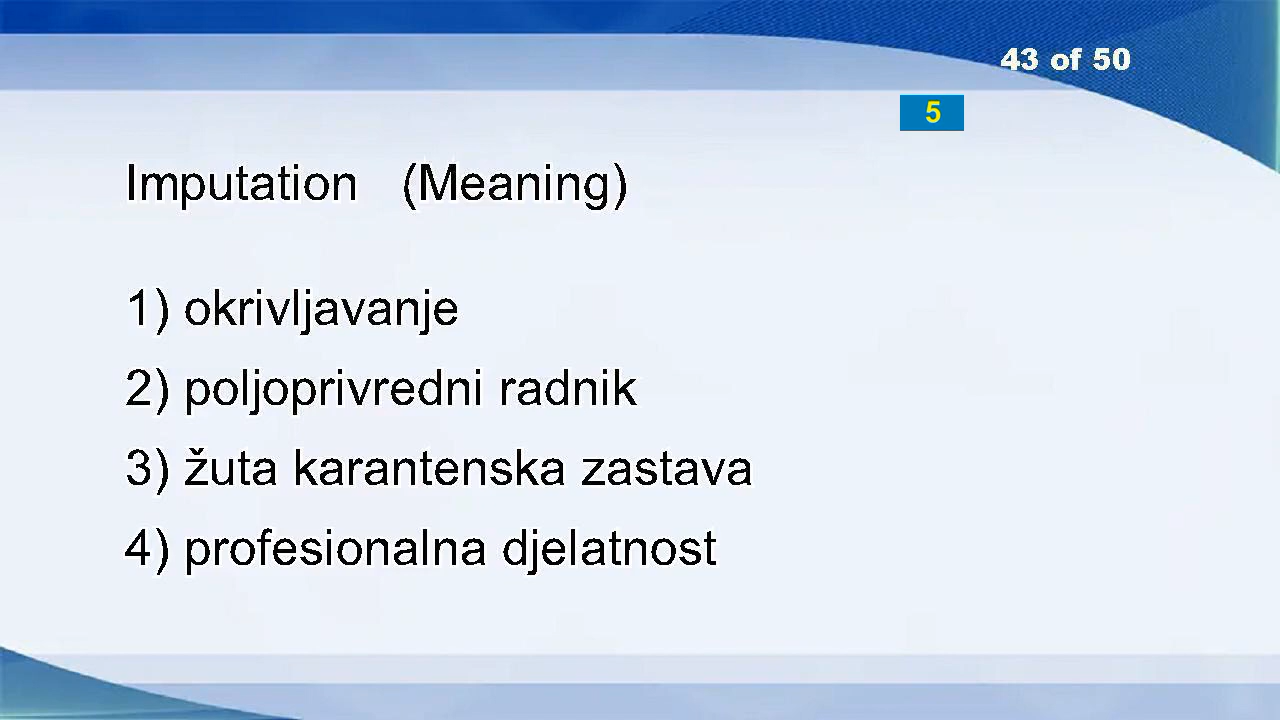 43 of 50
5
Imputation (Meaning)
1) okrivljavanje
2) poljoprivredni radnik
3) žuta karantenska zastava
4) profesionalna djelatnost